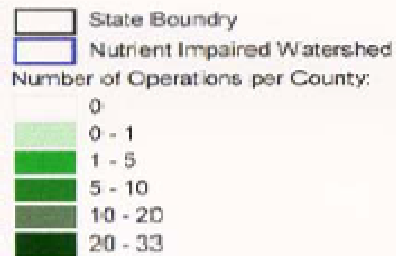 State Boundry
Nutrient Impaired Watershed
Number of Operations per County:
0
0 - 1
1 - 5
5 - 10
10 - 20
20 - 33